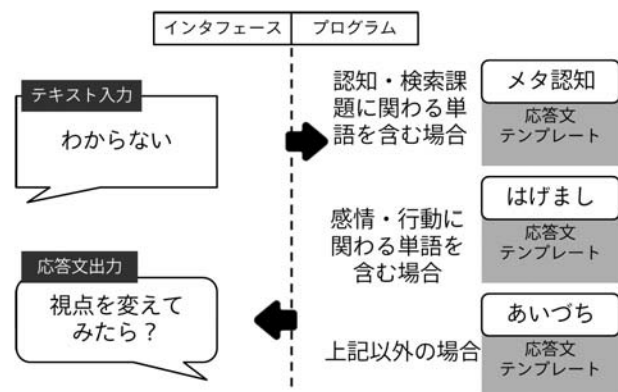 インタフェース
プログラム
テキスト入力
わからない
認知・検索課
題に関わる単
語を含む場合
メタ認知
応答文
テンプレート
感情・行動に
関わる単語を
含む場合
はげまし
応答文
テンプレート
応答文出力
視点を変えて
みたら？
上記以外の場合
あいづち
応答文
テンプレート